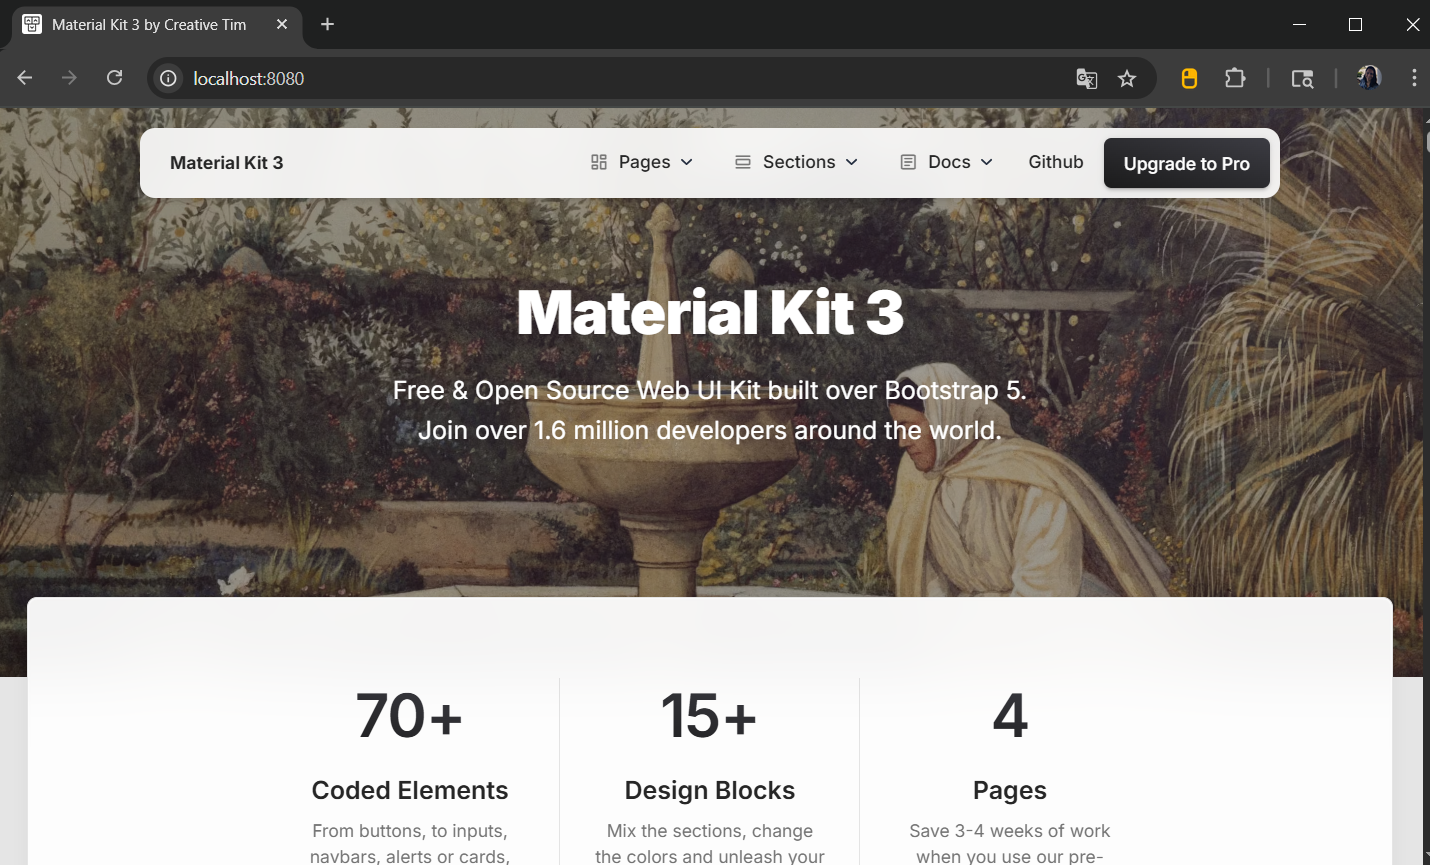 Material Kit 3 by Creative Tim
localhost:8080
Material Kit 3
Pages
Sections
Docs
Github
Upgrade to Pro
Material Kit 3
Free & Open Source Web UI Kit built over Bootstrap 5.
Join over 1.6 million developers around the world.
70+
Coded Elements
From buttons, to inputs,
navbars, alerts or cards,
15+
Design Blocks
Mix the sections, change
the colors and unleash your
4
Pages
Save 3-4 weeks of work
when you use our pre-